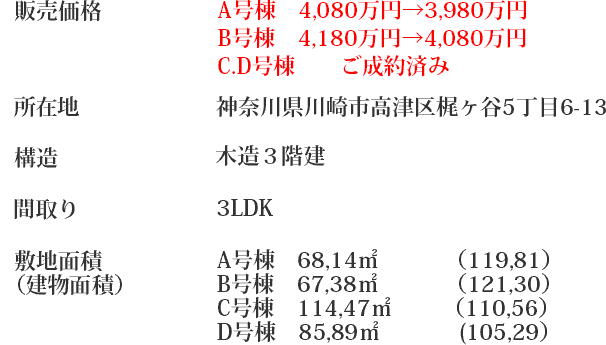 販売価格 A号棟 4,080万円→3,980万円
B号棟 4,180万円→4,080万円
C.D号棟 ご成約済み
所在地 神奈川県川崎市高津区梶ヶ谷5丁目6-13
構造 木造３階建
間取り 3LDK
敷地面積 A号棟 68,14㎡ （119,81）
（建物面積） B号棟 67,38㎡ （121,30）
C号棟 114,47㎡ （110,56）
D号棟 85,89㎡ (105,29）